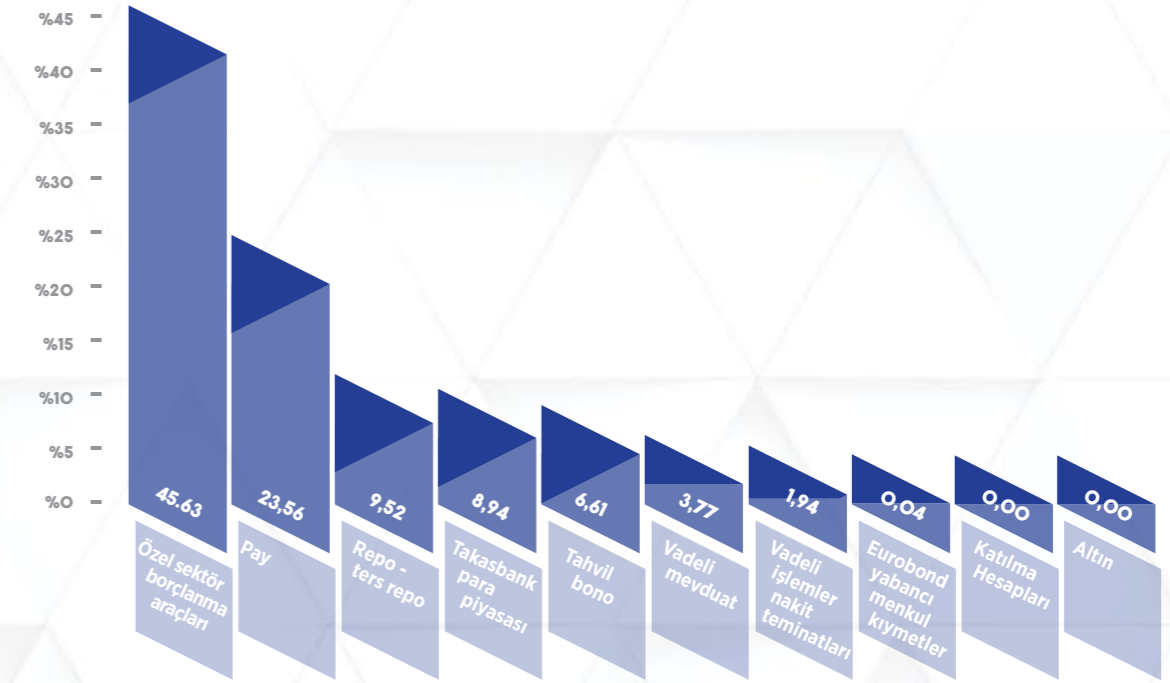 %45
%40
%35
%30
%25
%20
%15
%10
%5
%0
45.63
23,56
9,52
8,94
6,61
3,77
1,94
0,04
0,00
0,00
Özel sektör
borçlanma
araçları
Pay
Repo -
ters repo
Takasbank
para
piyasası
Tahvil
bono
Vadeli
mevduat
Vadeli
işlemler
nakit
teminatları
Eurobond
yabancı
menkul
kıymetler
Katılma
Hesapları
Altın